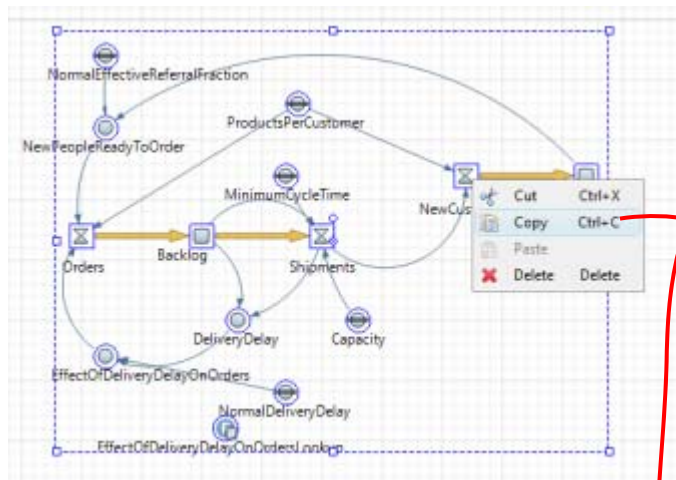 NormalEffectiveReferralFraction
ProductsPerCustomer
NewPeopleReadyToOrder
MinimumCycleTime
Cut Ctrl+X
Copy Ctrl+C
Paste
Delete Delete
Orders
Backlog
Shipments
DeliveryDelay
Capacity
EffectOfDeliveryDelayOnOrders
NormalDeliveryDelay
EffectOfDeliveryDelayOnOrdersLookup